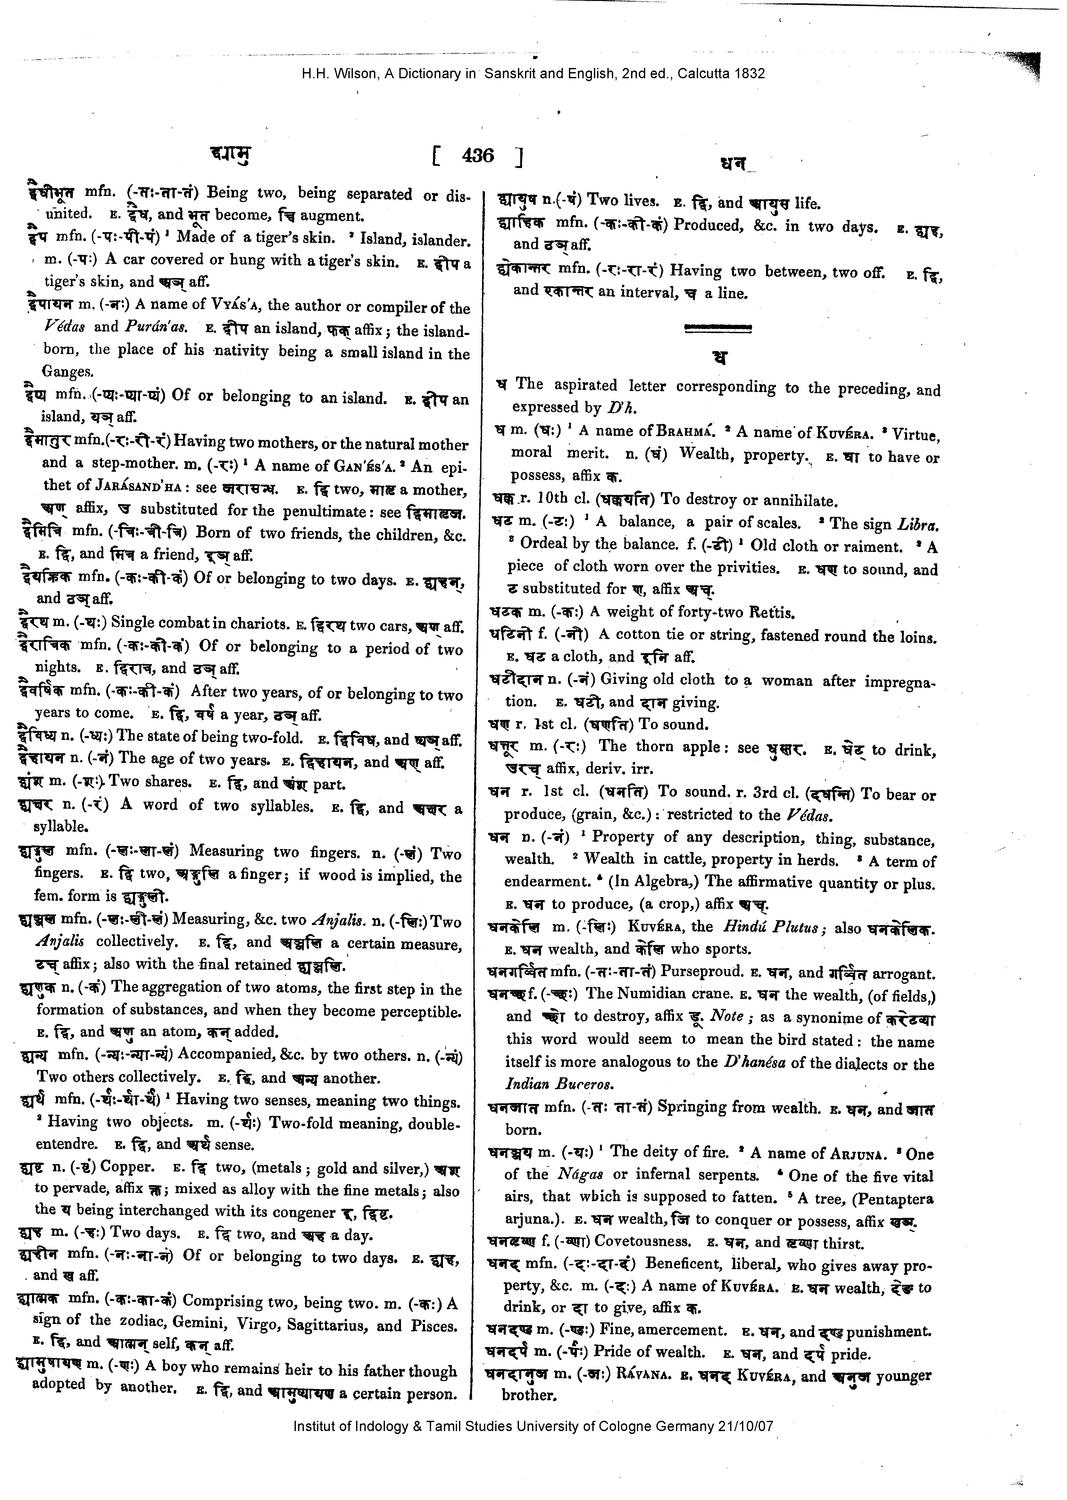 H.H. Wilson, A Dictionary in Sanskrit and English, 2nd ed., Calcutta 1832
द्व्यामु
[ 436 ]
धन
द्वैधीभूत mfn. (-तः-ता-तं) Being two, being separated or dis-
united. E. द्वैध, and भूत become, च्वि augment.
द्वैप mfn. (-पः-पी-पं) ¹ Made of a tiger's skin. ² Island, islander.
m. (-पः) A car covered or hung with a tiger's skin. E. द्वीप a
tiger's skin, and अञ् aff.
द्वैपायन m. (-नः) A name of VYÁS'A, the author or compiler of the
Védas and Purán'as. E. द्वीप an island, फक् affix; the island-
born, the place of his nativity being a small island in the
Ganges.
द्वैप्य mfn. (-प्यः-प्या-प्यं) Of or belonging to an island. E. द्वीप an
island, यञ् aff.
द्वैमातुर mfn. (-रः-री-रं) Having two mothers, or the natural mother
and a step-mother. m. (-रः) ¹ A name of GAN'ÉS'A. ² An epi-
thet of JARÁSAND'HA: see जरासन्ध. E. द्वि two, मातृ a mother,
अण् affix, उ substituted for the penultimate: see द्विमातृज.
द्वैमित्रि mfn. (-त्रिः-त्री-त्रि) Born of two friends, the children, &c.
E. द्वि, and मित्र a friend, इञ् aff.
द्वैयह्निक mfn. (-कः-की-कं) Of or belonging to two days. E. द्व्यहन्,
and ठञ् aff.
द्वैरथ m. (-थः) Single combat in chariots. E. द्विरथ two cars, अण् aff.
द्वैरात्रिक mfn. (-कः-की-कं) Of or belonging to a period of two
nights. E. द्विरात्र, and ठञ् aff.
द्वैवर्षिक mfn. (-कः-की-कं) After two years, of or belonging to two
years to come. E. द्वि, वर्ष a year, ठञ् aff.
द्वैविध्य n. (-ध्यः) The state of being two-fold. E. द्विविध, and ष्यञ् aff.
द्वैहायन n. (-नं) The age of two years. E. द्विहायन, and अण् aff.
द्व्यंश m. (-शः) Two shares. E. द्वि, and अंश part.
द्व्यक्षर n. (-रं) A word of two syllables. E. द्वि, and अक्षर a
syllable.
द्व्यङ्गुल mfn. (-लः-ला-लं) Measuring two fingers. n. (-लं) Two
fingers. E. द्वि two, अङ्गुलि a finger; if wood is implied, the
fem. form is द्व्यङ्गुली.
द्व्यञ्जल mfn. (-लः-ली-लं) Measuring, &c. two Anjalis. n. (-लिः) Two
Anjalis collectively. E. द्वि, and अञ्जलि a certain measure,
टच् affix; also with the final retained द्व्यञ्जलि.
द्व्यणुक n. (-कं) The aggregation of two atoms, the first step in the
formation of substances, and when they become perceptible.
E. द्वि, and अणु an atom, कन् added.
द्व्यन्य mfn. (-न्यः-न्या-न्यं) Accompanied, &c. by two others. n. (-न्यं)
Two others collectively. E. द्वि, and अन्य another.
द्व्यर्थ mfn. (-र्थः-र्था-र्थं) ¹ Having two senses, meaning two things.
² Having two objects. m. (-र्थः) Two-fold meaning, double-
entendre. E. द्वि, and अर्थ sense.
द्व्यष्ट n. (-ष्टं) Copper. E. द्वि two, (metals; gold and silver,) अश
to pervade, affix क्त; mixed as alloy with the fine metals; also
the य being interchanged with its congener इ, द्विष्ट.
द्व्यह m. (-हः) Two days. E. द्वि two, and अह a day.
द्व्यहीन mfn. (-नः-ना-नं) Of or belonging to two days. E. द्व्यह,
and ख aff.
द्व्यात्मक mfn. (-कः-का-कं) Comprising two, being two. m. (-कः) A
sign of the zodiac, Gemini, Virgo, Sagittarius, and Pisces.
E. द्वि, and आत्मन् self, कन् aff.
द्व्यामुषायण m. (-णः) A boy who remains heir to his father though
adopted by another. E. द्वि, and आमुष्यायण a certain person.
द्व्यायुष n. (-षं) Two lives. E. द्वि, and आयुस life.
द्व्याह्निक mfn. (-कः-की-कं) Produced, &c. in two days. E. द्व्यह,
and ठञ् aff.
द्व्येकान्तर mfn. (-रः-रा-रं) Having two between, two off. E. द्वि,
and एकान्तर an interval, च a line.
ध
ध The aspirated letter corresponding to the preceding, and
expressed by D'h.
ध m. (धः) ¹ A name of BRAHMÁ. ² A name of KUVÉRA. ³ Virtue,
moral merit. n. (धं) Wealth, property. E. धा to have or
possess, affix क.
धक्क r. 10th cl. (धक्कयति) To destroy or annihilate.
धट m. (-टः) ¹ A balance, a pair of scales. ² The sign Libra.
³ Ordeal by the balance. f. (-टी) ¹ Old cloth or raiment. ² A
piece of cloth worn over the privities. E. धण to sound, and
ट substituted for ण, affix अच्.
धटक m. (-कः) A weight of forty-two Rettis.
धटिनी f. (-नी) A cotton tie or string, fastened round the loins.
E. धट a cloth, and इनि aff.
धटीदान n. (-नं) Giving old cloth to a woman after impregna-
tion. E. धटी, and दान giving.
धण r. 1st cl. (धणति) To sound.
धत्तूर m. (-रः) The thorn apple: see धुस्तूर. E. धेट to drink,
उरच् affix, deriv. irr.
धन r. 1st cl. (धनति) To sound. r. 3rd cl. (दधन्ति) To bear or
produce, (grain, &c.): restricted to the Védas.
धन n. (-नं) ¹ Property of any description, thing, substance,
wealth. ² Wealth in cattle, property in herds. ³ A term of
endearment. ⁴ (In Algebra,) The affirmative quantity or plus.
E. धन to produce, (a crop,) affix अच्.
धनकेलि m. (-लिः) KUVÉRA, the Hindú Plutus; also धनकेलिक.
E. धन wealth, and केलि who sports.
धनगर्व्वित mfn. (-तः-ता-तं) Purseproud. E. धन, and गर्व्वित arrogant.
धनच्छू f. (-च्छूः) The Numidian crane. E. धन the wealth, (of fields,)
and छो to destroy, affix डू. Note; as a synonime of करेटव्या
this word would seem to mean the bird stated: the name
itself is more analogous to the D'hanésa of the dialects or the
Indian Buceros.
धनजात mfn. (-तः ता-तं) Springing from wealth. E. धन, and जात
born.
धनञ्जय m. (-यः) ¹ The deity of fire. ² A name of ARJUNA. ³ One
of the Nágas or infernal serpents. ⁴ One of the five vital
airs, that which is supposed to fatten. ⁵ A tree, (Pentaptera
arjuna.). E. धन wealth, जि to conquer or possess, affix खश्.
धनतृष्णा f. (-ष्णा) Covetousness. E. धन, and तृष्णा thirst.
धनद mfn. (-दः-दा-दं) Beneficent, liberal, who gives away pro-
perty, &c. m. (-दः) A name of KUVÉRA. E. धन wealth, देङ to
drink, or दा to give, affix क.
धनदण्ड m. (-ण्डः) Fine, amercement. E. धन, and दण्ड punishment.
धनदर्प m. (-र्पः) Pride of wealth. E. धन, and दर्प pride.
धनदानुज m. (-जः) RÁVANA. E. धनद KUVÉRA, and अनुज younger
brother.
Institut of Indology & Tamil Studies University of Cologne Germany 21/10/07